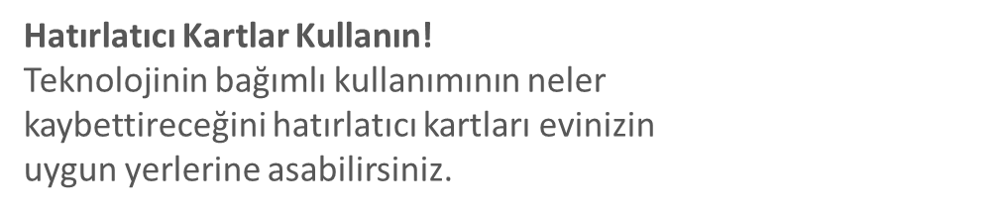 Hatırlatıcı Kartlar Kullanın!
Teknolojinin bağımlı kullanımının neler
kaybettireceğini hatırlatıcı kartları evinizin
uygun yerlerine asabilirsiniz.